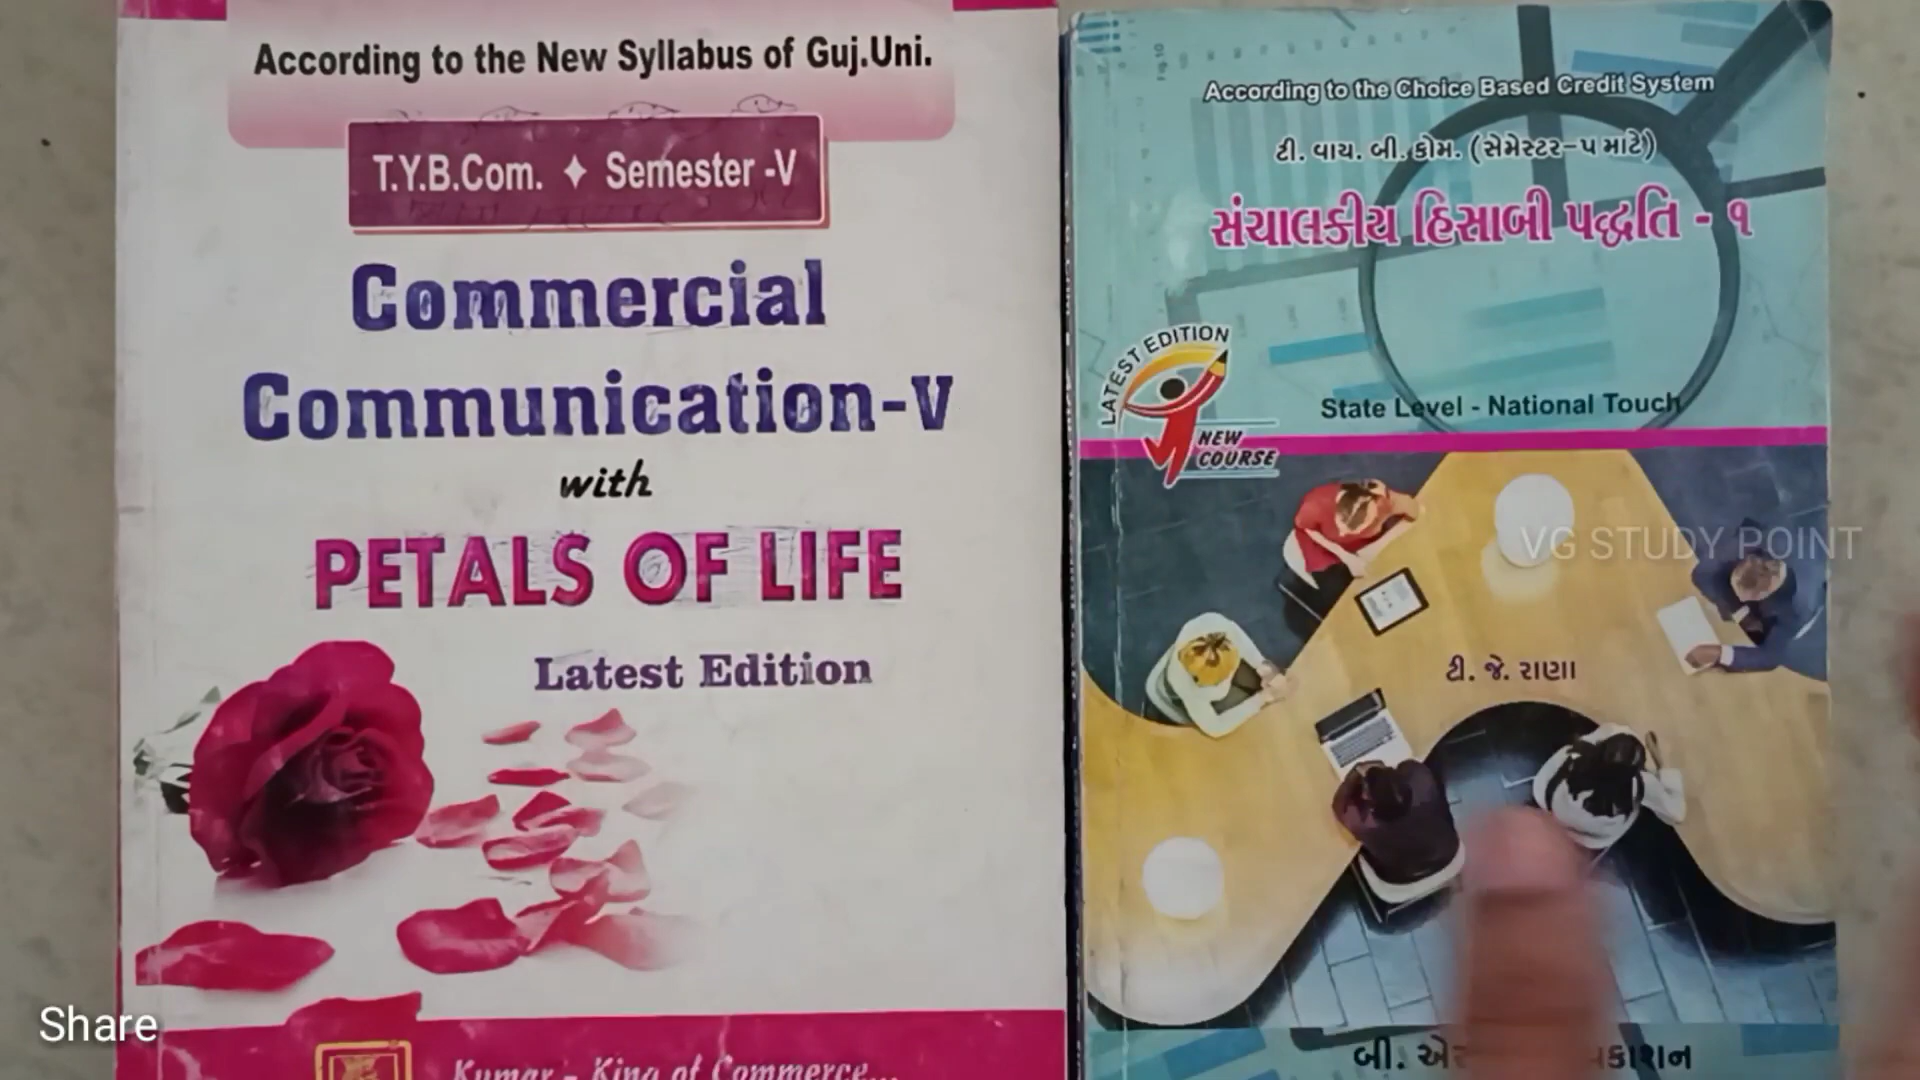 According to the New Syllabus of Guj.Uni.
T.Y.B.Com. ✦ Semester -V
Commercial
Communication-V
with
PETALS OF LIFE
Latest Edition
Kumar - King of Commerce...
According to the Choice Based Credit System
ટી. વાય. બી. કોમ. (સેમેસ્ટર-૫ માટે)
સંચાલકીય હિસાબી પદ્ધતિ - ૧
LATEST EDITION
NEW
COURSE
State Level - National Touch
VG STUDY POINT
ટી. જે. રાણા
બી.
Share